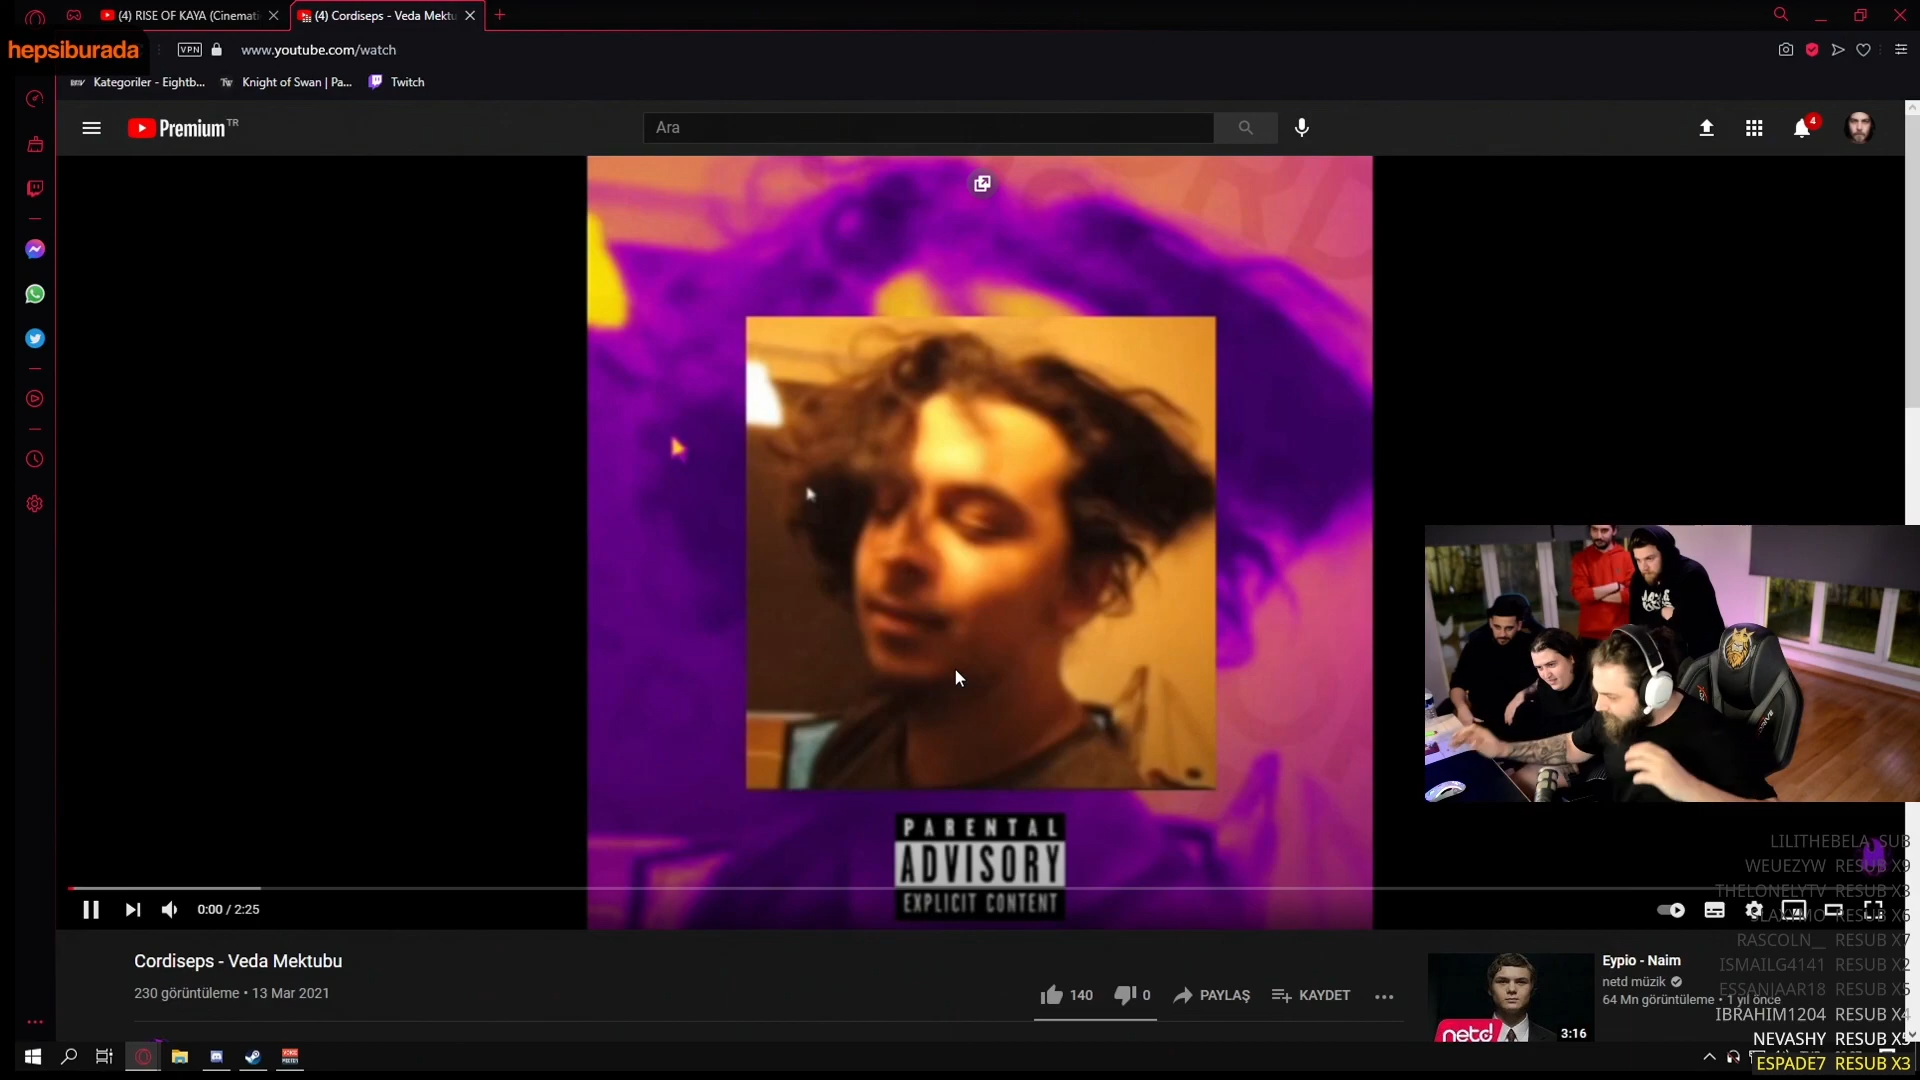 (4) RISE OF KAYA (Cinemati
(4) Cordiseps - Veda Mektu
hepsiburada
VPN
www.youtube.com/watch
Kategoriler - Eightb...
Knight of Swan | Pa...
Twitch
Premium TR
Ara
4
PARENTAL
ADVISORY
EXPLICIT CONTENT
0:00 / 2:25
LILITHEBELA SUB
WEUEZYW RESUB X9
THELONELYTV RESUB X3
SLAXYMO RESUB X6
RASCOLN__ RESUB X7
ISMAILG4141 RESUB X2
ESSANJAAR18 RESUB X5
IBRAHIM1204 RESUB X4
NEVASHY RESUB X5
ESPADE7 RESUB X3
Cordiseps - Veda Mektubu
230 görüntüleme • 13 Mar 2021
140
0
PAYLAŞ
KAYDET
Eypio - Naim
netd müzik
64 Mn görüntüleme • 1 yıl önce
netd
3:16